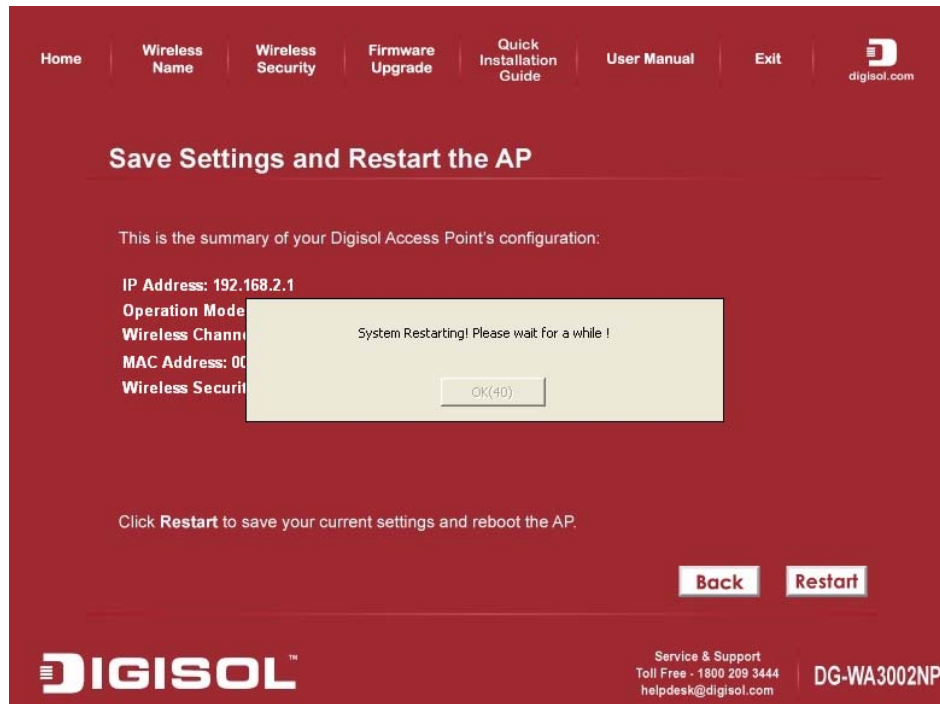 Home
Wireless
Name
Wireless
Security
Firmware
Upgrade
Quick
Installation
Guide
User Manual
Exit
digisol.com
Save Settings and Restart the AP
This is the summary of your Digisol Access Point's configuration:
IP Address: 192.168.2.1
Operation Mode
Wireless Chann
MAC Address: 00
Wireless Securit
System Restarting! Please wait for a while !
OK(40)
Click Restart to save your current settings and reboot the AP.
Back
Restart
DIGISOL™
Service & Support
Toll Free - 1800 209 3444
helpdesk@digisol.com
DG-WA3002NP